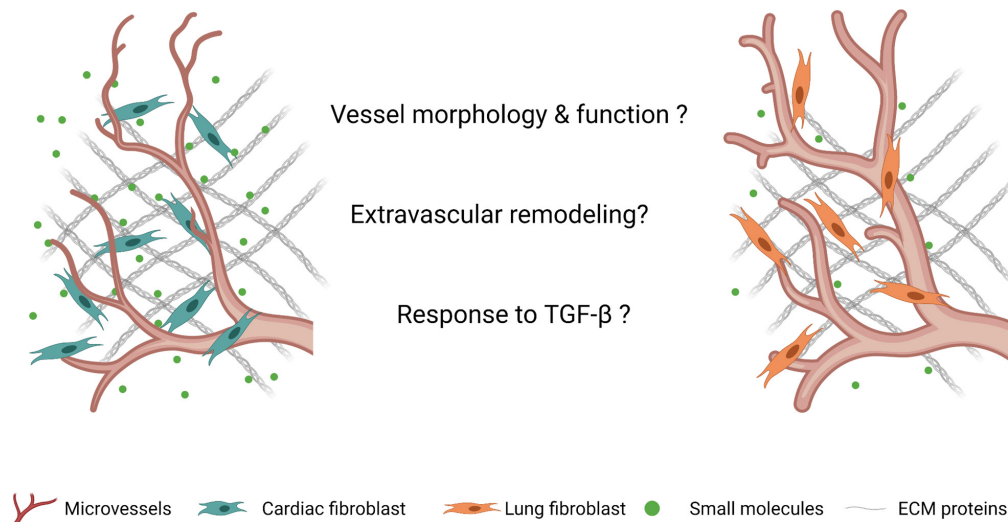 Vessel morphology & function ?
Extravascular remodeling?
Response to TGF-β ?
Microvessels
Cardiac fibroblast
Lung fibroblast
Small molecules
ECM proteins